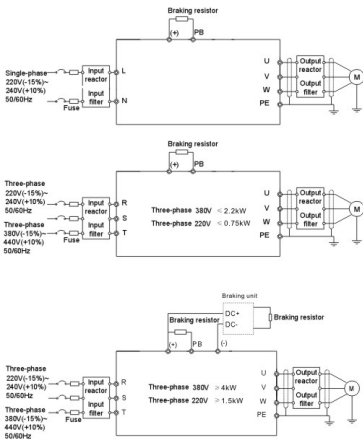 Braking resistor
(+) PB
Single-phase
220V(-15%)~
240V(+10%)
50/60Hz
Fuse
Input
reactor
Input
filter
L
N
U
V
W
PE
Output
reactor
Output
filter
M
Braking resistor
(+) PB
Three-phase
220V(-15%)~
240V(+10%)
50/60Hz
Three-phase
380V(-15%)~
440V(+10%)
50/60Hz
Fuse
Input
reactor
Input
filter
R
S
T
Three-phase 380V ≤ 2.2kW
Three-phase 220V ≤ 0.75kW
U
V
W
PE
Output
reactor
Output
filter
M
Braking unit
DC+
DC-
Braking resistor
Braking resistor
(+) PB (-)
Three-phase
220V(-15%)~
240V(+10%)
50/60Hz
Three-phase
380V(-15%)~
440V(+10%)
50/60Hz
Fuse
Input
reactor
Input
filter
R
S
T
Three-phase 380V ≥ 4kW
Three-phase 220V ≥ 1.5kW
U
V
W
PE
Output
reactor
Output
filter
M